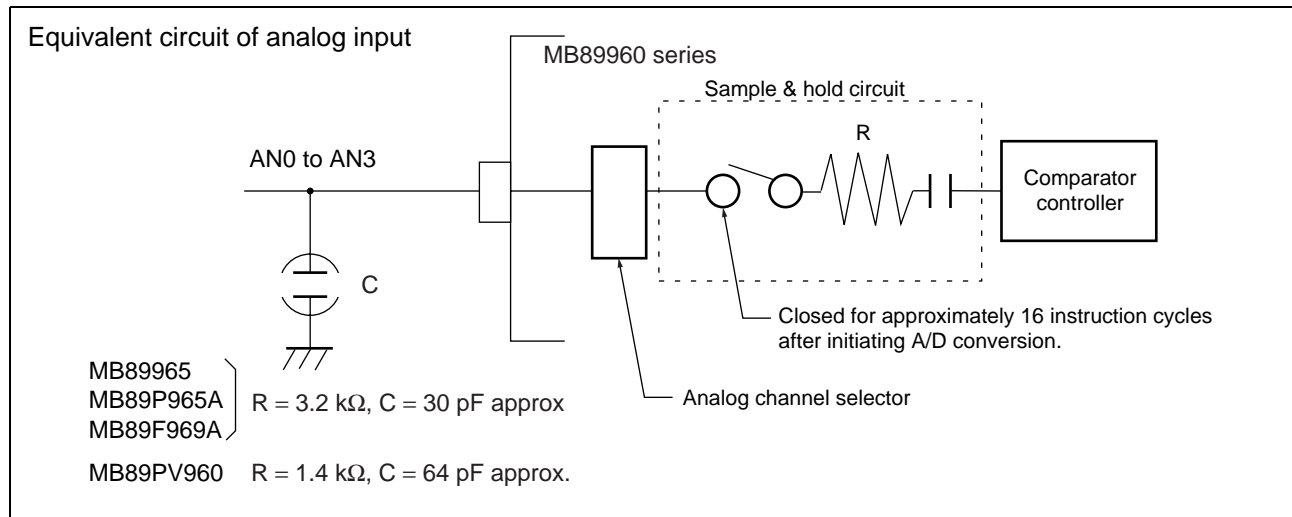 Equivalent circuit of analog input
MB89960 series
Sample & hold circuit
R
AN0 to AN3
Comparator
controller
C
Closed for approximately 16 instruction cycles
after initiating A/D conversion.
Analog channel selector
MB89965
MB89P965A
MB89F969A
R = 3.2 kΩ, C = 30 pF approx
MB89PV960 R = 1.4 kΩ, C = 64 pF approx.